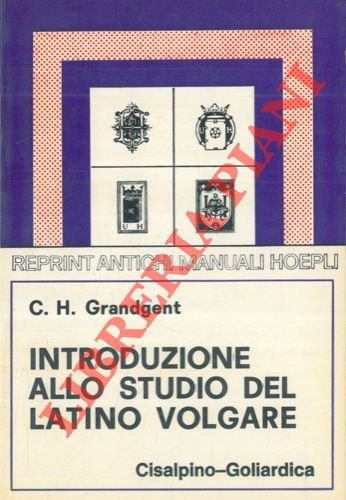 REPRINT ANTICHI MANUALI HOEPLI
C. H. Grandgent
INTRODUZIONE
ALLO STUDIO DEL
LATINO VOLGARE
Cisalpino–Goliardica
LIBRERIA PIANI
U H